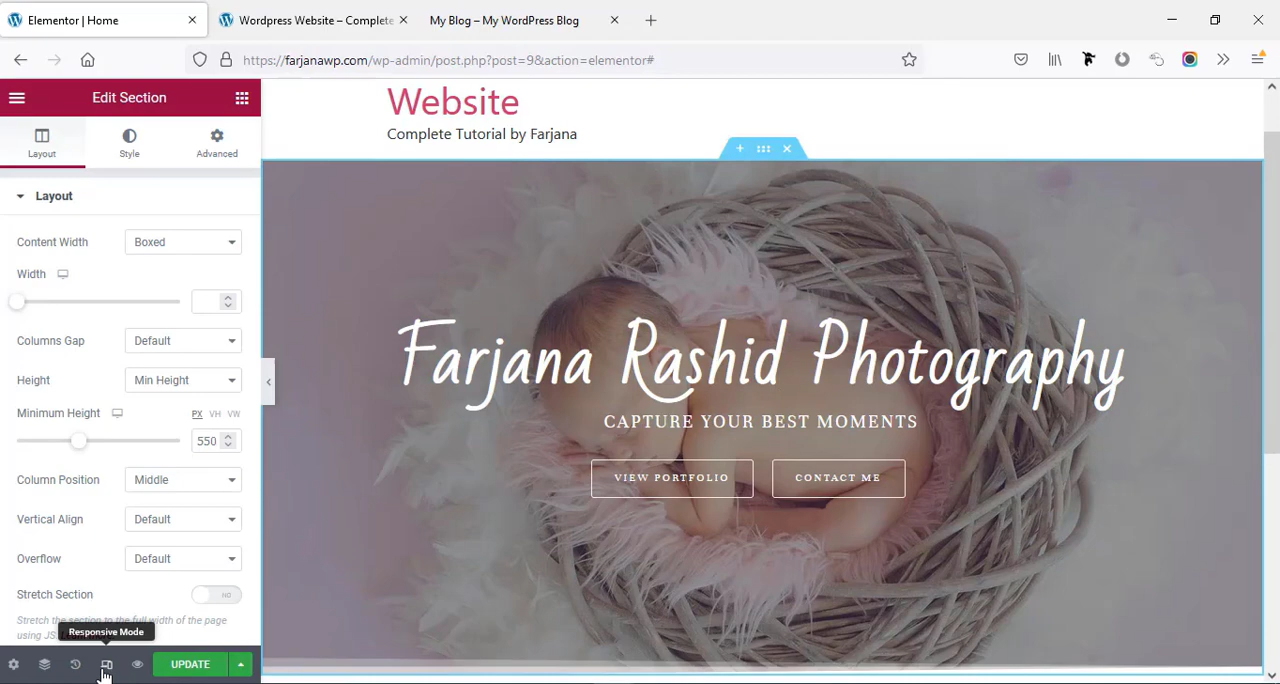 Elementor | Home
Wordpress Website – Complete
My Blog – My WordPress Blog
https://farjanawp.com/wp-admin/post.php?post=9&action=elementor#
Edit Section
Layout
Style
Advanced
Layout
Content Width
Boxed
Width
Columns Gap
Default
Height
Min Height
Minimum Height
PX VH VW
550
Column Position
Middle
Vertical Align
Default
Overflow
Default
Stretch Section
NO
Stretch the section to the full width of the page
using JS.
Responsive Mode
UPDATE
Website
Complete Tutorial by Farjana
Farjana Rashid Photography
CAPTURE YOUR BEST MOMENTS
VIEW PORTFOLIO
CONTACT ME